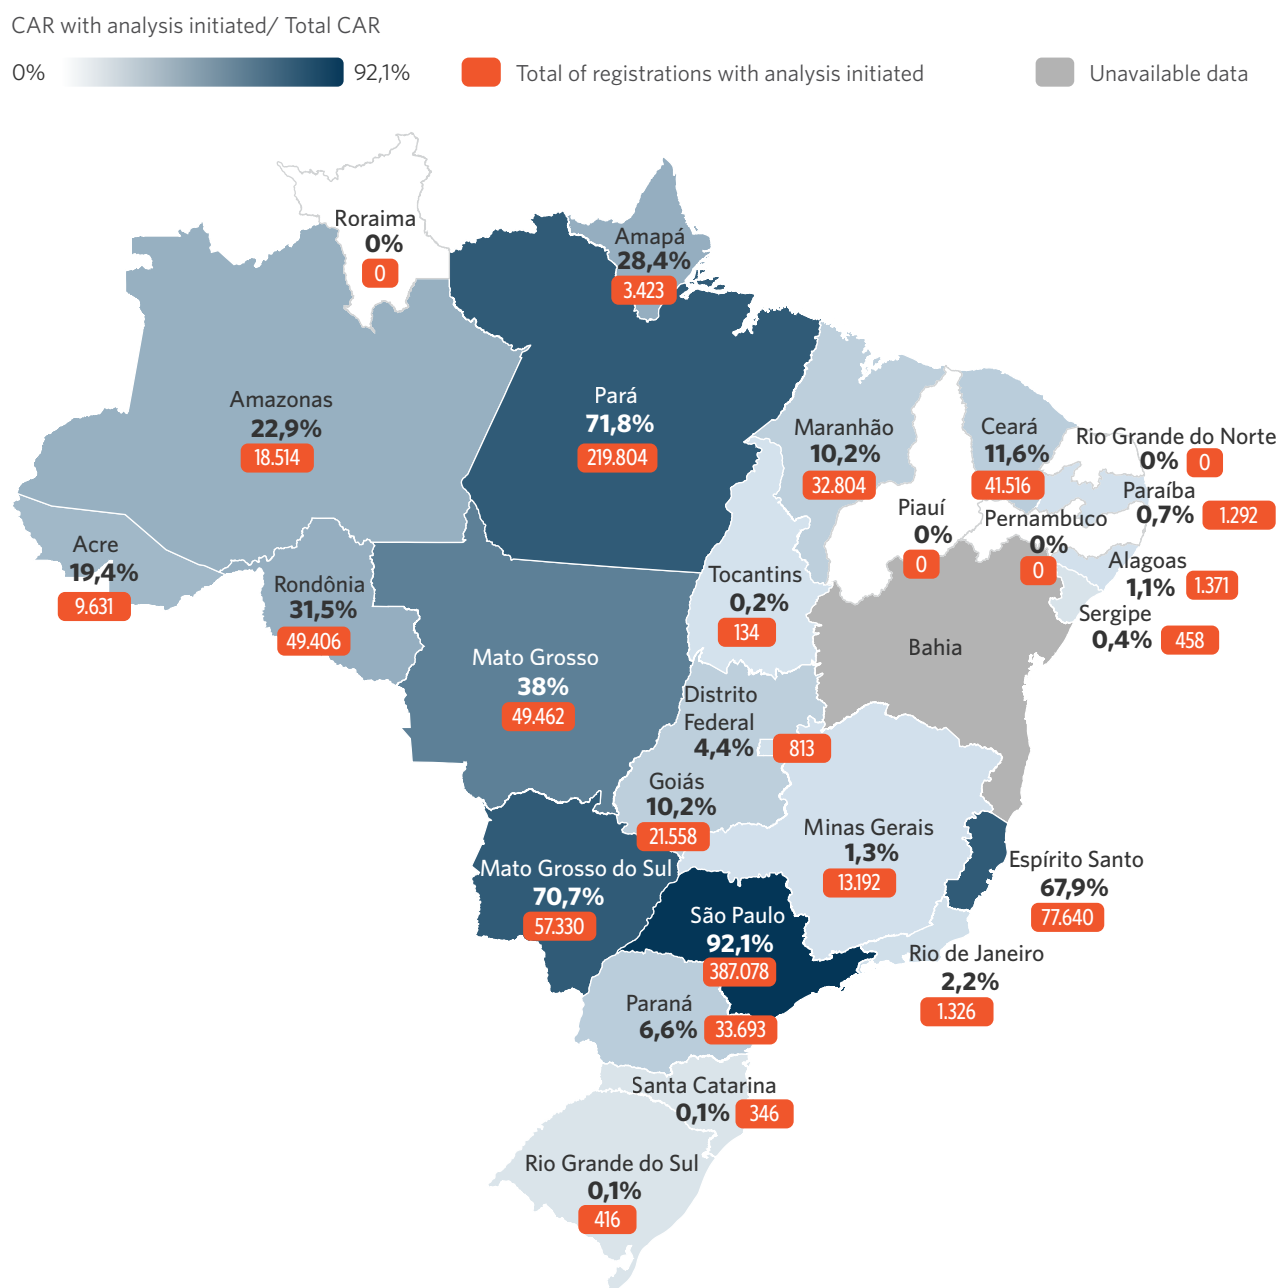 CAR with analysis initiated/ Total CAR
0%
92,1%
Total of registrations with analysis initiated
Unavailable data
Roraima
0%
0
Amapá
28,4%
3.423
Amazonas
22,9%
18.514
Pará
71,8%
219.804
Maranhão
10,2%
32.804
Ceará
11,6%
41.516
Rio Grande do Norte
0%
0
Paraíba
0,7%
1.292
Piauí
0%
0
Pernambuco
0%
0
Acre
19,4%
9.631
Rondônia
31,5%
49.406
Tocantins
0,2%
134
Alagoas
1,1%
1.371
Sergipe
0,4%
458
Bahia
Mato Grosso
38%
49.462
Distrito
Federal
4,4%
813
Goiás
10,2%
21.558
Minas Gerais
1,3%
13.192
Espírito Santo
67,9%
77.640
Mato Grosso do Sul
70,7%
57.330
São Paulo
92,1%
387.078
Rio de Janeiro
2,2%
1.326
Paraná
6,6%
33.693
Santa Catarina
0,1%
346
Rio Grande do Sul
0,1%
416